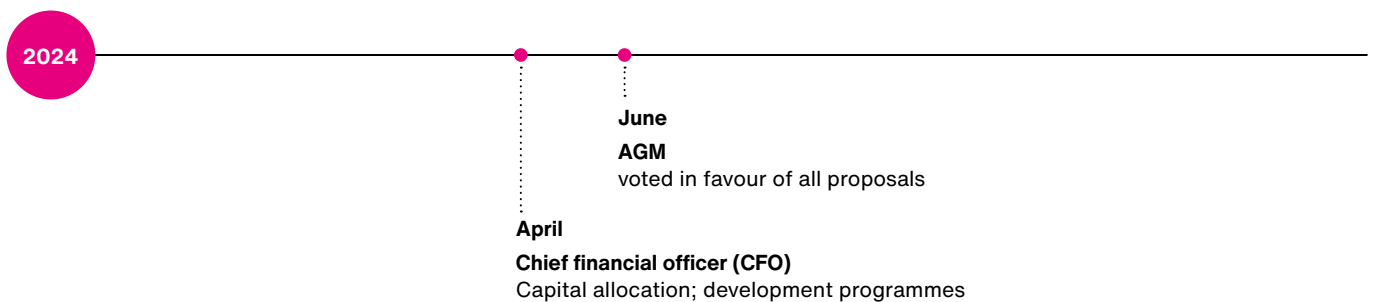 2024
June
AGM
voted in favour of all proposals
April
Chief financial officer (CFO)
Capital allocation; development programmes